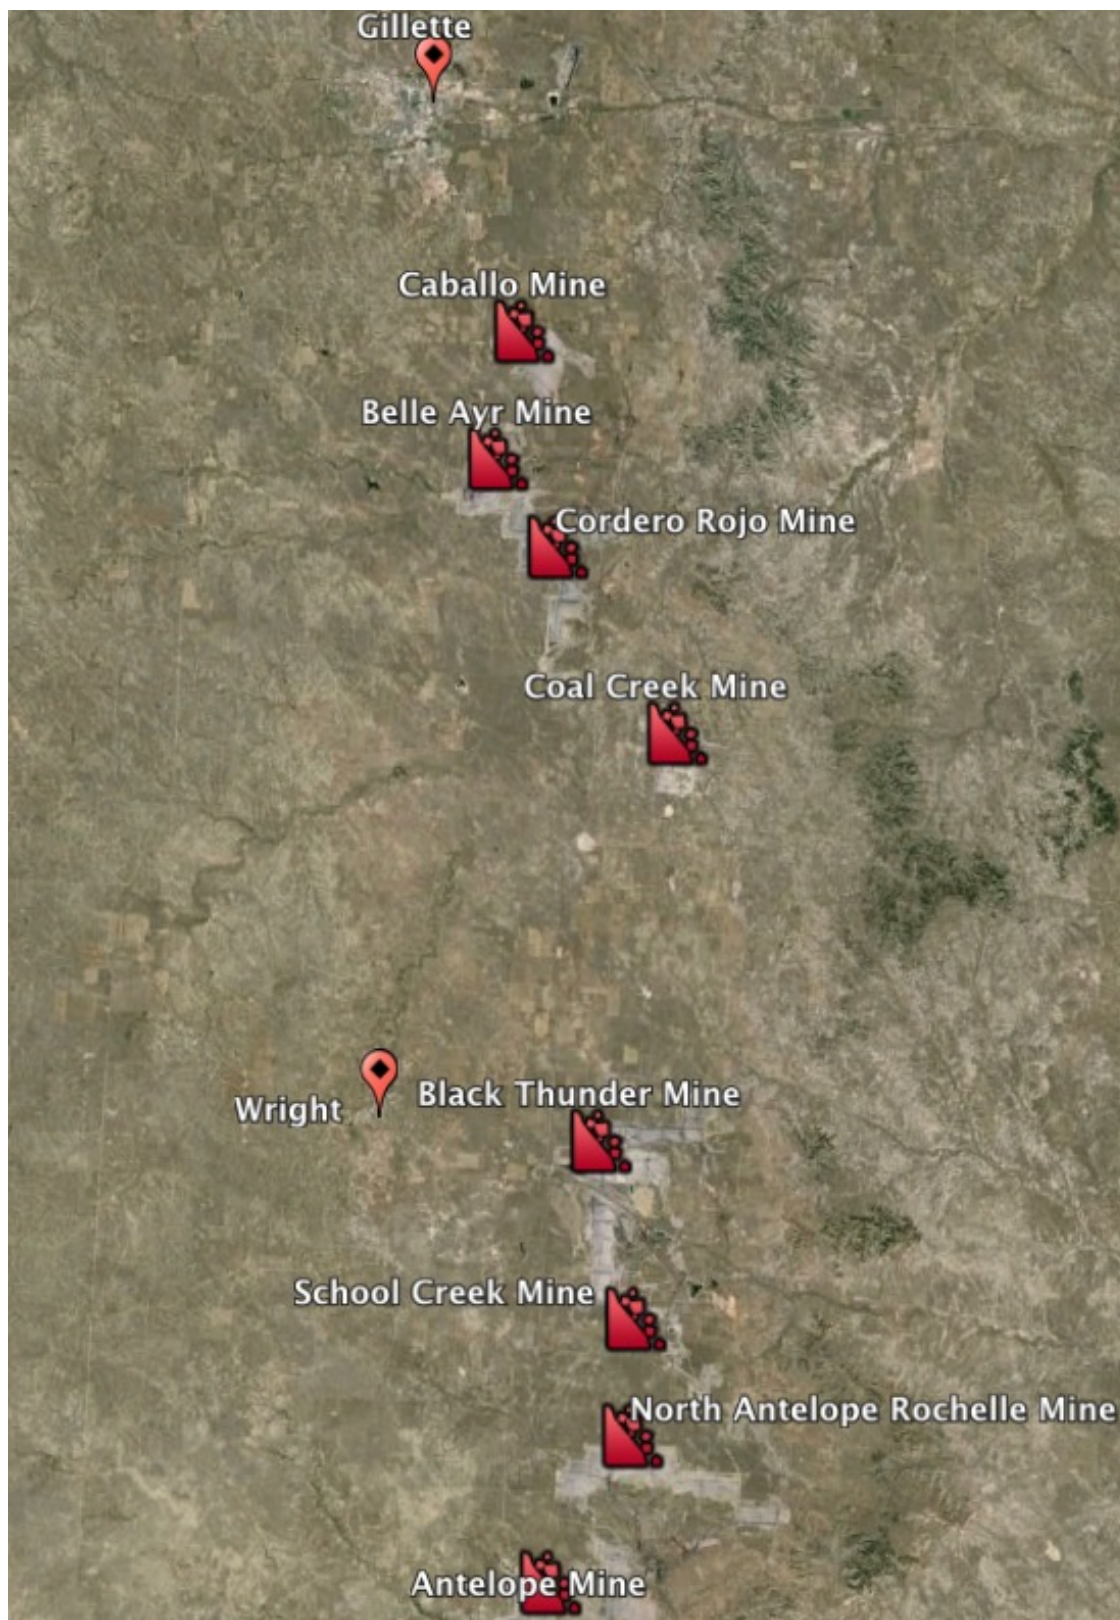 Gillette
Caballo Mine
Belle Ayr Mine
Cordero Rojo Mine
Coal Creek Mine
Black Thunder Mine
Wright
School Creek Mine
North Antelope Rochelle Mine
Antelope Mine